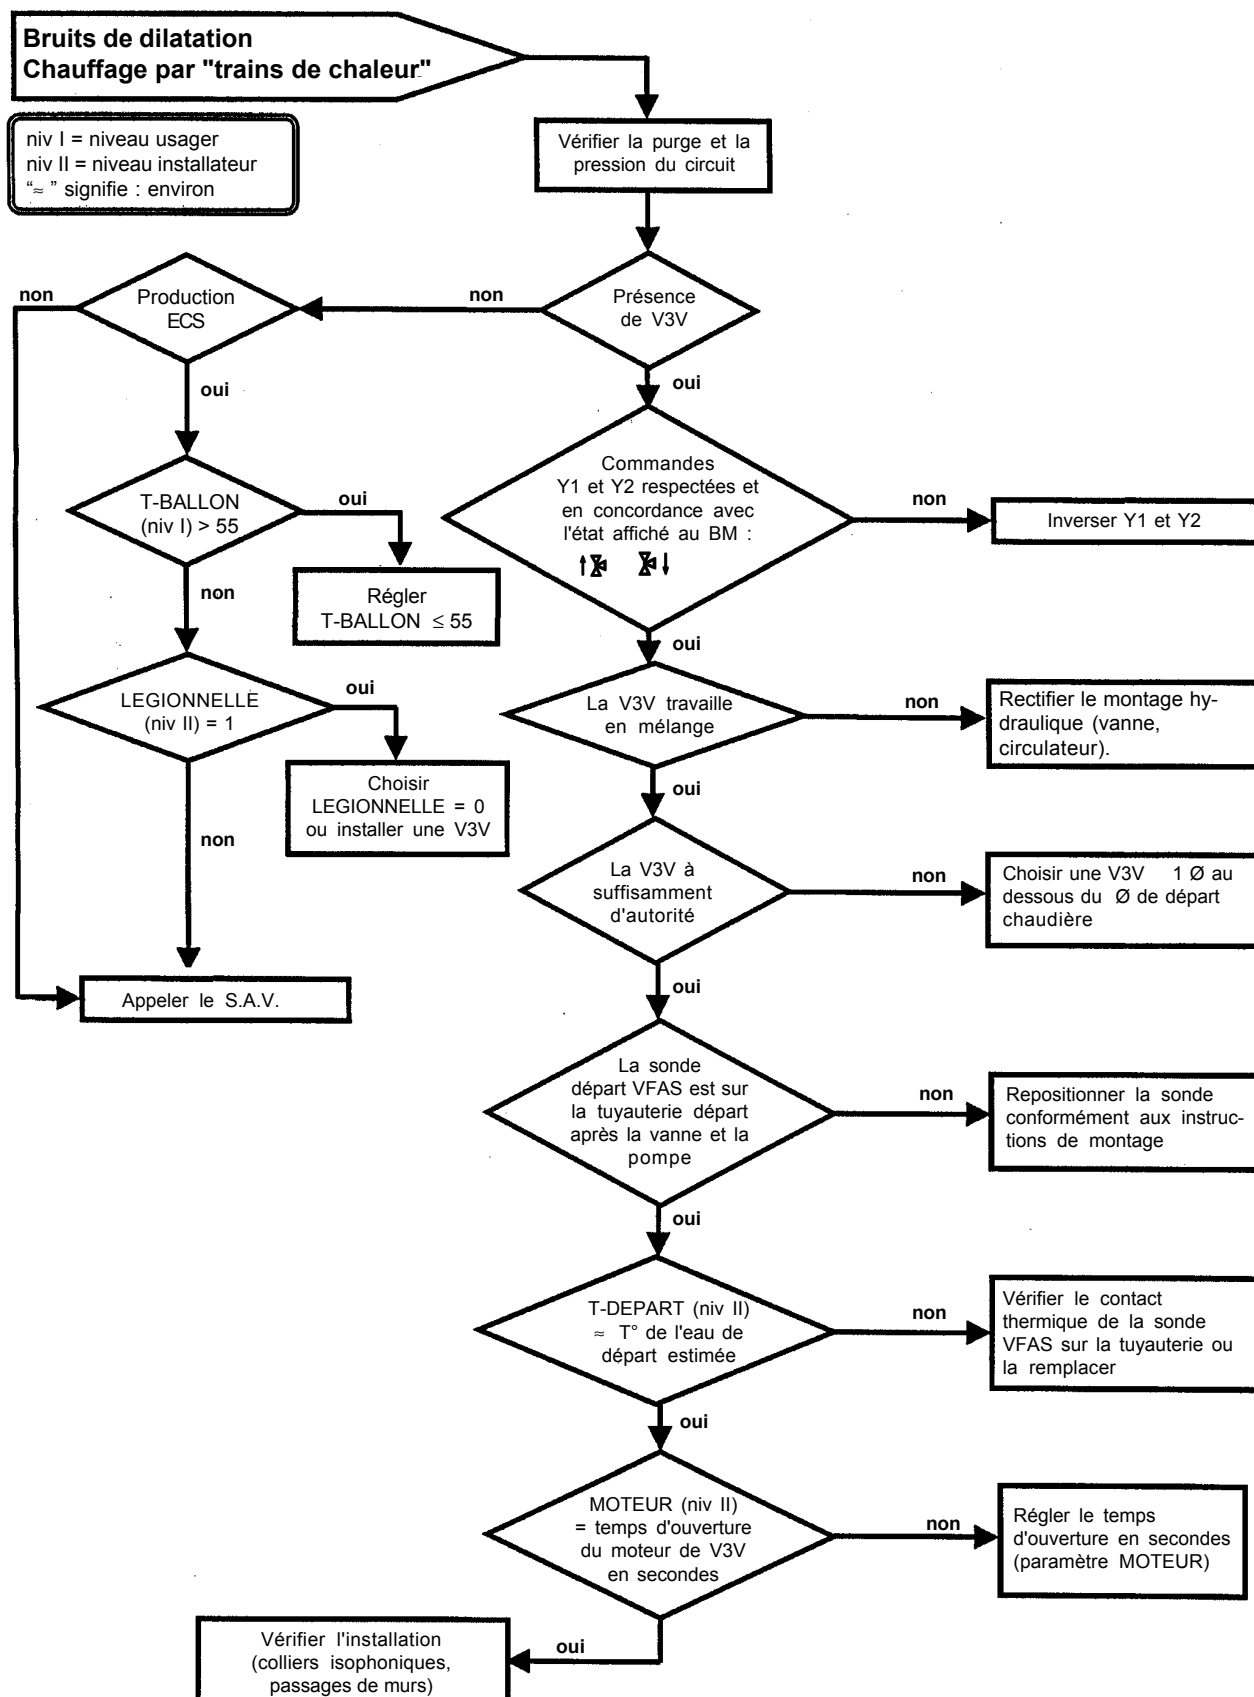 Bruits de dilatation
Chauffage par "trains de chaleur"
niv I = niveau usager
niv II = niveau installateur
“≈ ” signifie : environ
Vérifier la purge et la
pression du circuit
Présence
de V3V
non
Production
ECS
non
oui
oui
T-BALLON
(niv I) > 55
oui
Régler
T-BALLON ≤ 55
non
LEGIONNELLE
(niv II) = 1
oui
Choisir
LEGIONNELLE = 0
ou installer une V3V
non
Appeler le S.A.V.
Commandes
Y1 et Y2 respectées et
en concordance avec
l'état affiché au BM :
non
Inverser Y1 et Y2
oui
La V3V travaille
en mélange
non
Rectifier le montage hy-
draulique (vanne,
circulateur).
oui
La V3V à
suffisamment
d'autorité
non
Choisir une V3V 1 Ø au
dessous du Ø de départ
chaudière
oui
La sonde
départ VFAS est sur
la tuyauterie départ
après la vanne et la
pompe
non
Repositionner la sonde
conformément aux instruc-
tions de montage
oui
T-DEPART (niv II)
≈ T° de l'eau de
départ estimée
non
Vérifier le contact
thermique de la sonde
VFAS sur la tuyauterie ou
la remplacer
oui
MOTEUR (niv II)
= temps d'ouverture
du moteur de V3V
en secondes
non
Régler le temps
d'ouverture en secondes
(paramètre MOTEUR)
oui
Vérifier l'installation
(colliers isophoniques,
passages de murs)